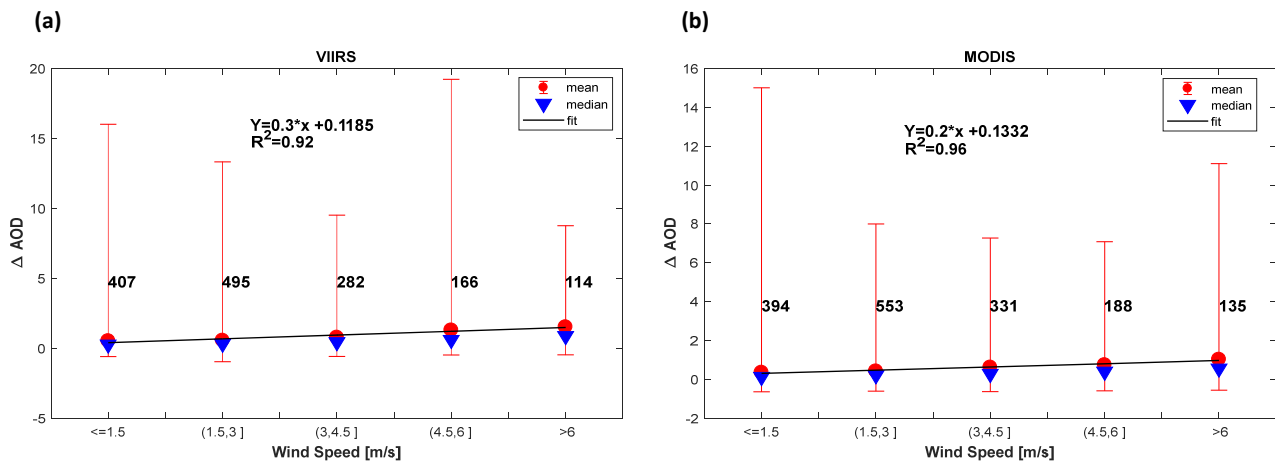 (a)
VIIRS
20
15
10
5
0
-5
Δ AOD
mean
median
fit
Y=0.3*x +0.1185
R²=0.92
407
495
282
166
114
<=1.5
(1.5,3 ]
(3,4.5 ]
(4.5,6 ]
>6
Wind Speed [m/s]
(b)
MODIS
16
14
12
10
8
6
4
2
0
-2
Δ AOD
mean
median
fit
Y=0.2*x +0.1332
R²=0.96
394
553
331
188
135
<=1.5
(1.5,3 ]
(3,4.5 ]
(4.5,6 ]
>6
Wind Speed [m/s]